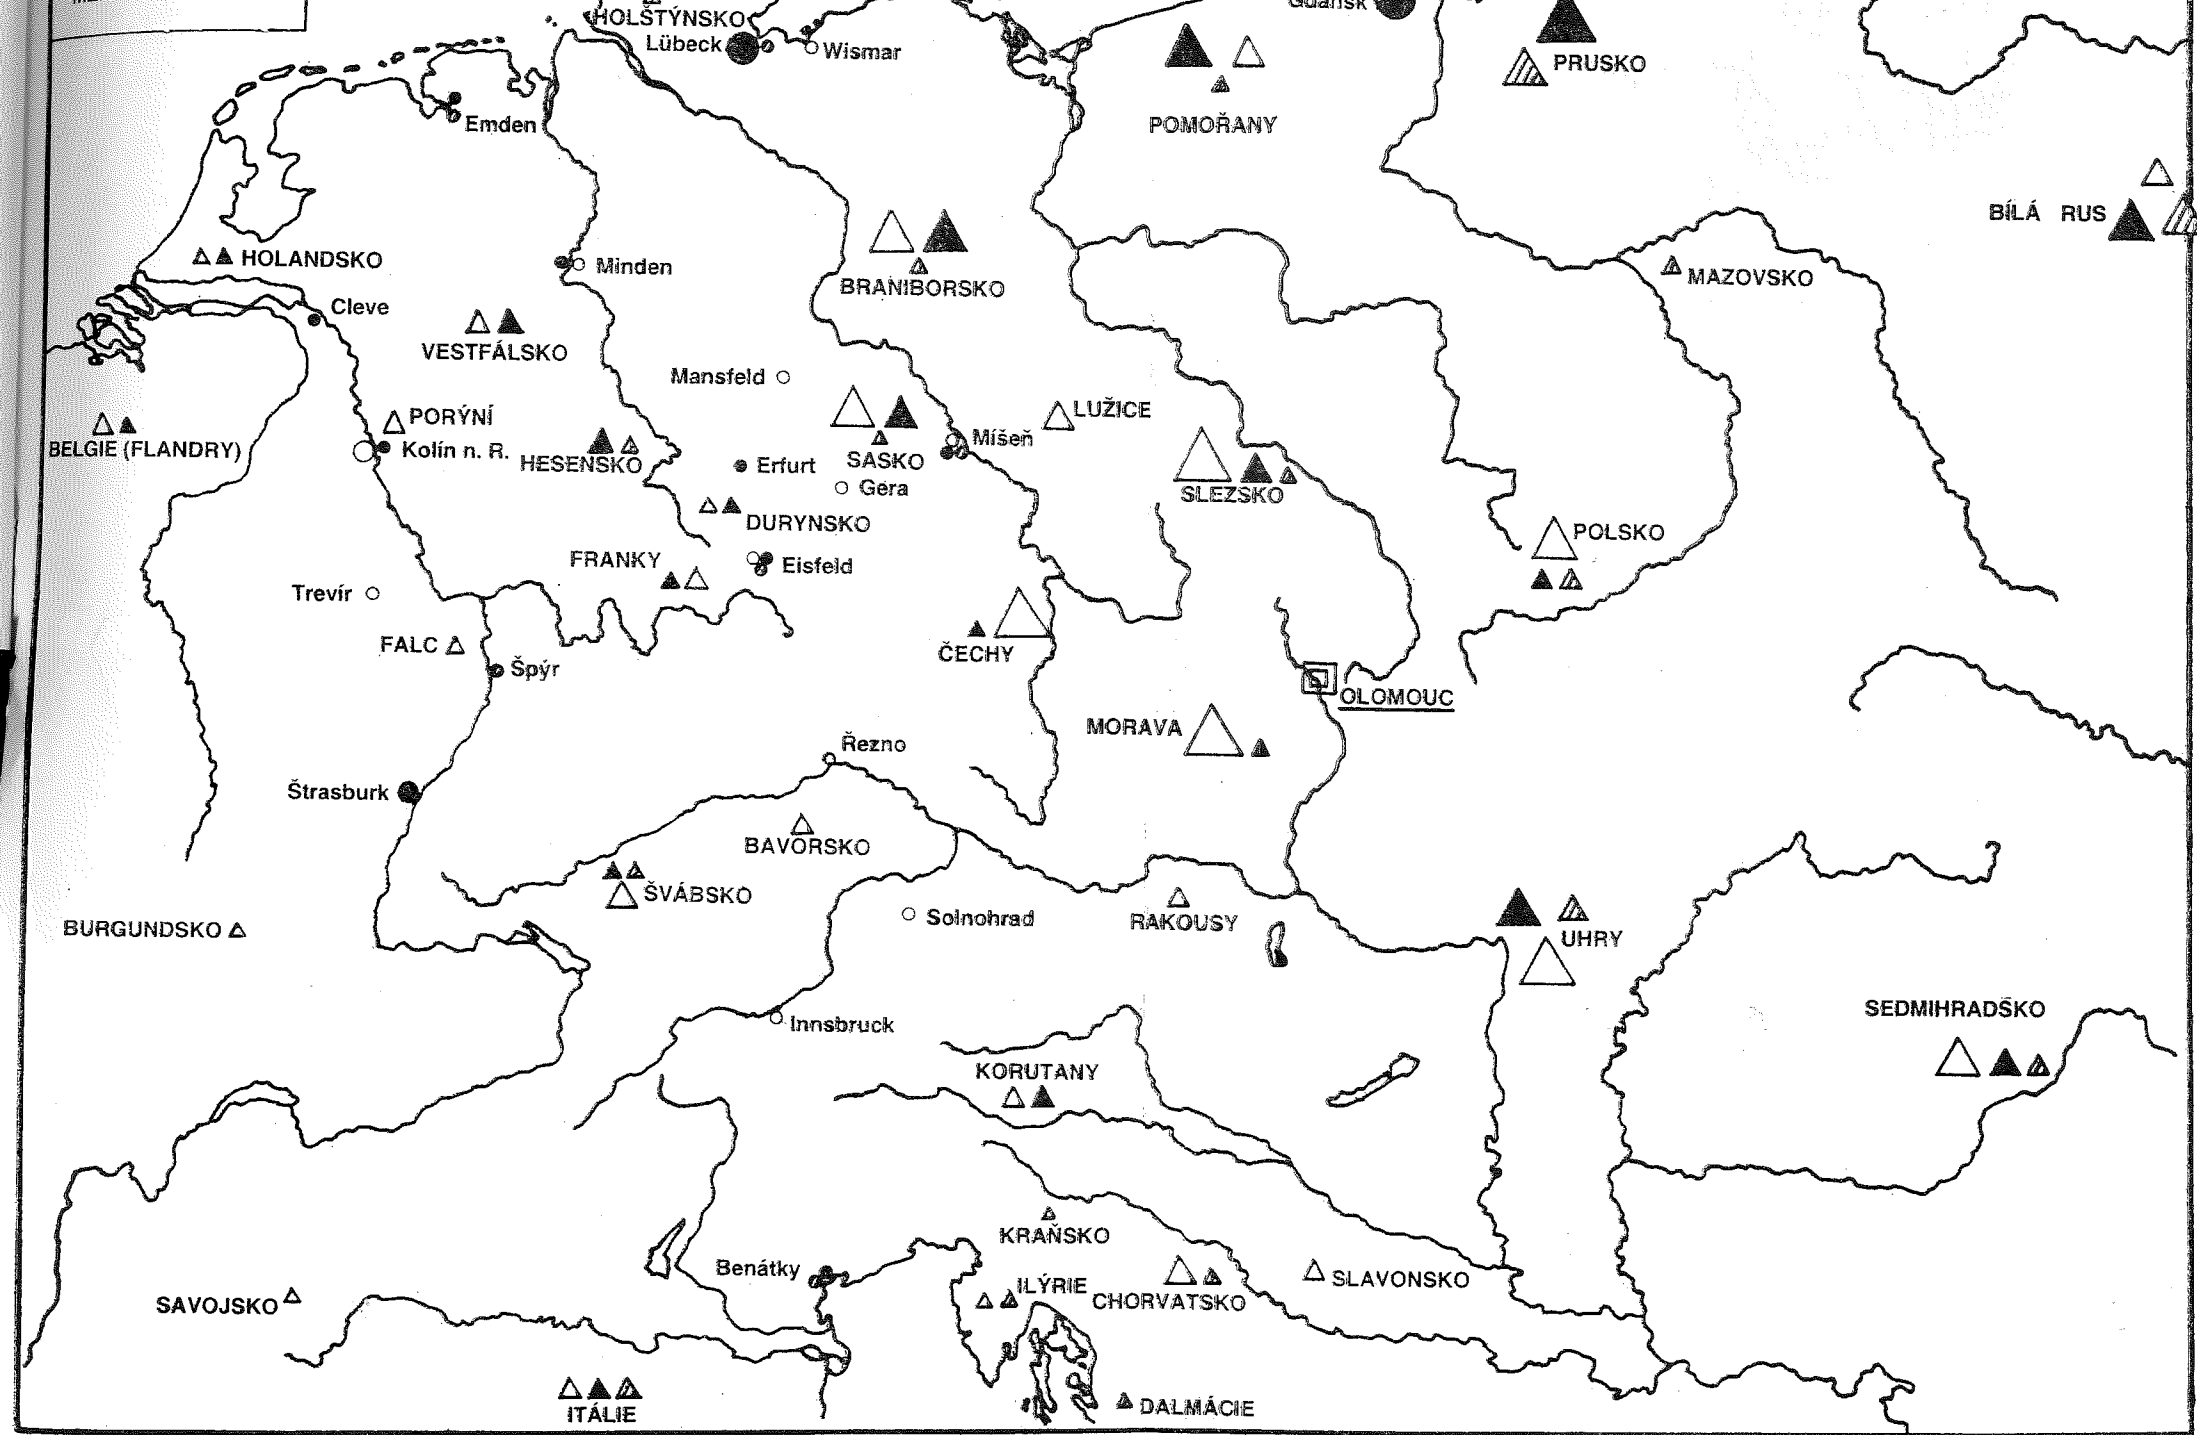 HOLŠTÝNSKO
Gdańsk
Lübeck
Wismar
PRUSKO
Emden
POMOŘANY
BÍLÁ RUS
HOLANDSKO
Minden
BRANIBORSKO
MAZOVSKO
Cleve
VESTFÁLSKO
Mansfeld
PORÝNÍ
LUŽICE
BELGIE (FLANDRY)
Kolín n. R.
HESENSKO
Erfurt
SASKO
Míšeň
Gera
SLEZSKO
DURYNSKO
POLSKO
FRANKY
Eisfeld
Trevír
FALC
ČECHY
Špýr
OLOMOUC
MORAVA
Řezno
Štrasburk
BAVORSKO
ŠVÁBSKO
Solnohrad
RAKOUSY
BURGUNDSKO
UHRY
SEDMIHRADŠKO
Innsbruck
KORUTANY
KRAŇSKO
Benátky
ILÝRIE
CHORVATSKO
SLAVONSKO
SAVOJSKO
DALMÁCIE
ITÁLIE